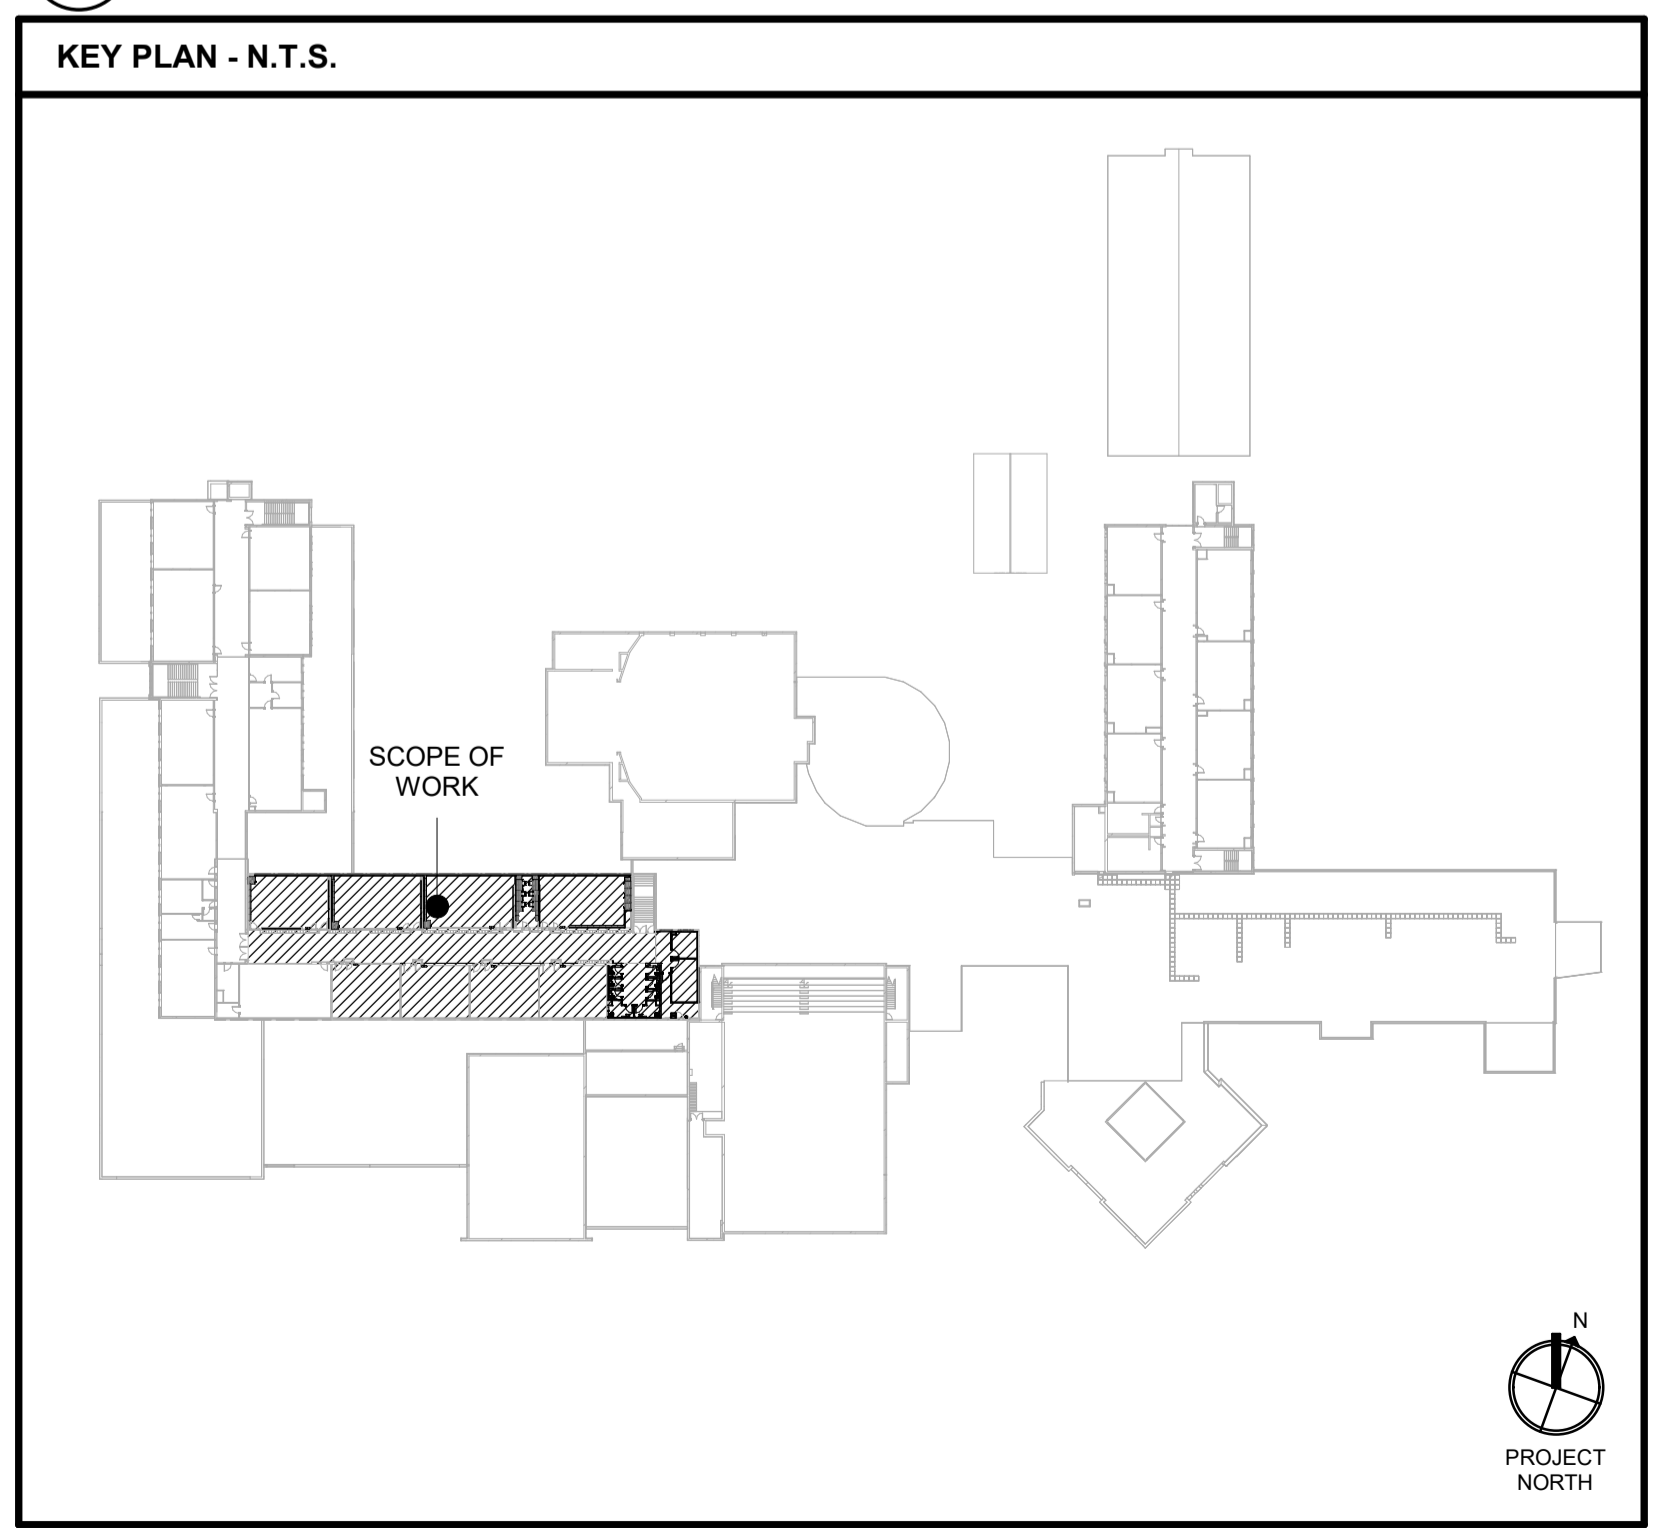 KEY PLAN - N.T.S.
SCOPE OF
WORK
N
PROJECT
NORTH